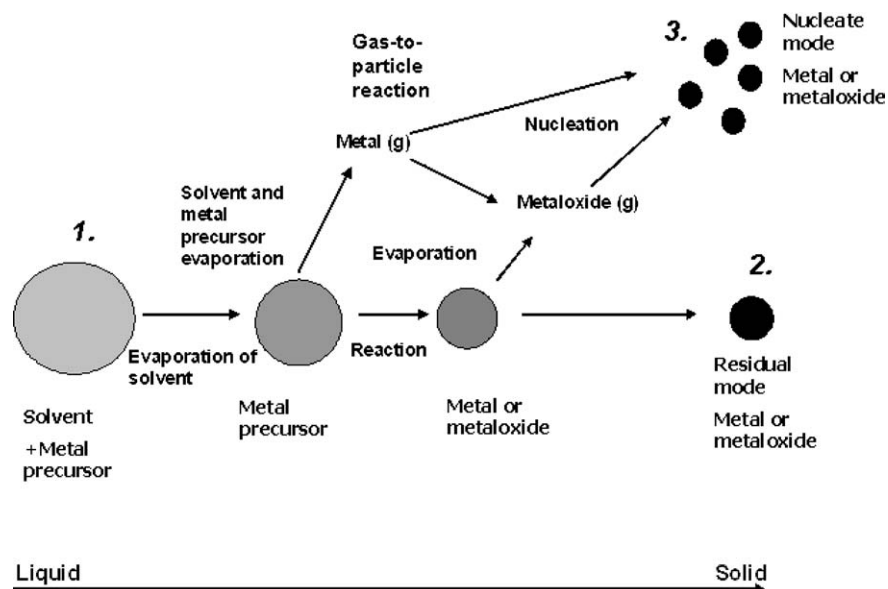 3.
Nucleate
mode
Metal or
metaloxide
Gas-to-
particle
reaction
Nucleation
Metal (g)
Metaloxide (g)
Solvent and
metal
precursor
evaporation
1.
Evaporation
2.
Evaporation of
solvent
Reaction
Residual
mode
Metal or
metaloxide
Solvent
+Metal
precursor
Metal
precursor
Metal or
metaloxide
Liquid
Solid